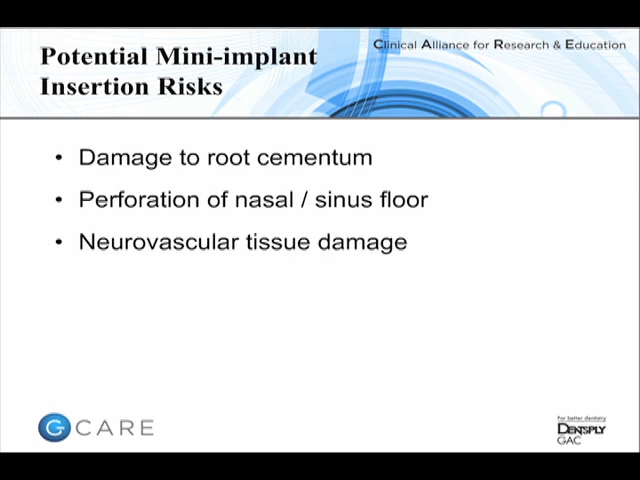 Potential Mini-implant
Insertion Risks
Clinical Alliance for Research & Education
• Damage to root cementum
• Perforation of nasal / sinus floor
• Neurovascular tissue damage
G CARE
For better dentistry
DENTSPLY
GAC